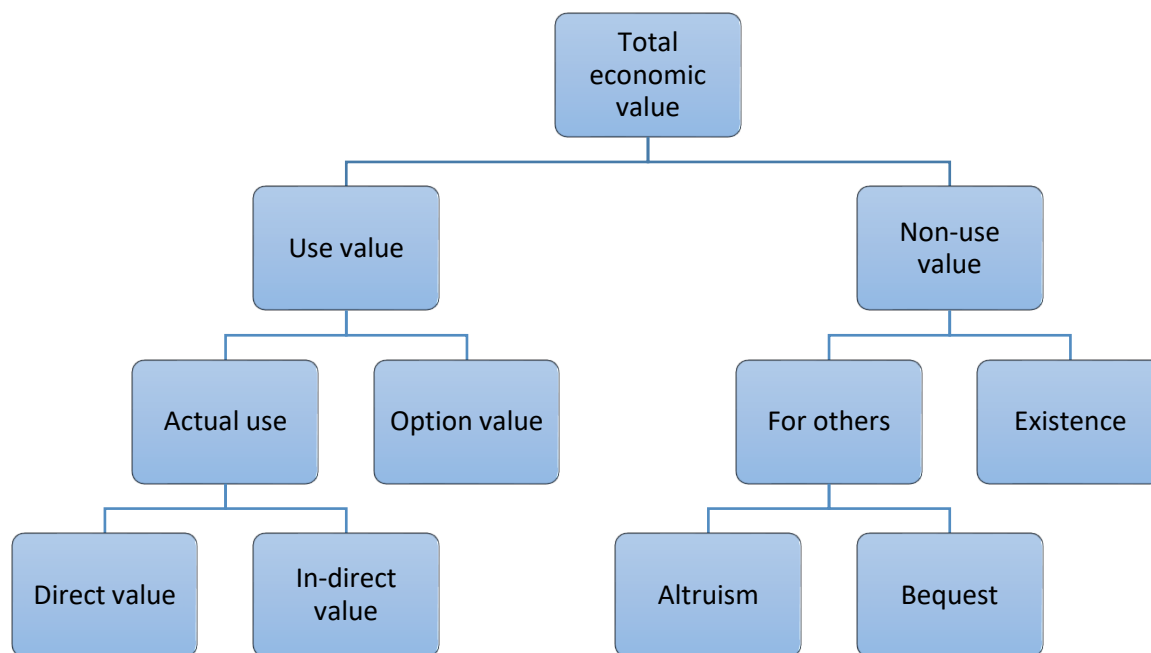 Total
economic
value
Use value
Non-use
value
Actual use
Option value
For others
Existence
Direct value
In-direct
value
Altruism
Bequest